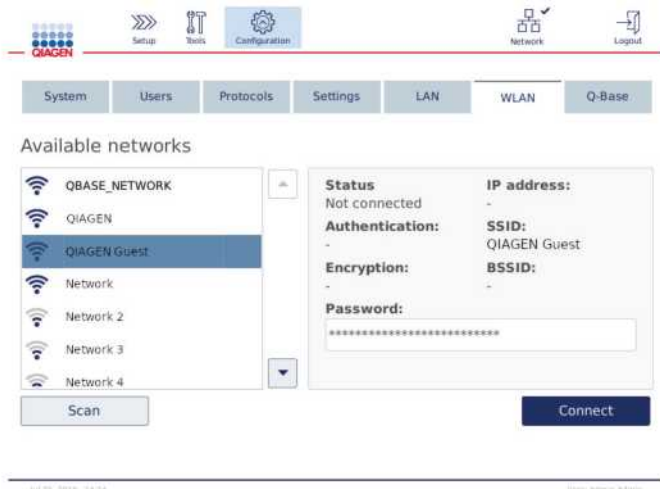 QIAGEN
Setup
Tools
Configuration
Network
Logout
System
Users
Protocols
Settings
LAN
WLAN
Q-Base
Available networks
QBASE_NETWORK
QIAGEN
QIAGEN Guest
Network
Network 2
Network 3
Network 4
Status
Not connected
Authentication:
-
Encryption:
-
IP address:
-
SSID:
QIAGEN Guest
BSSID:
-
Password:
**************************
Scan
Connect